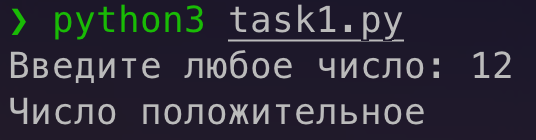 ❯ python3 task1.py
Введите любое число: 12
Число положительное